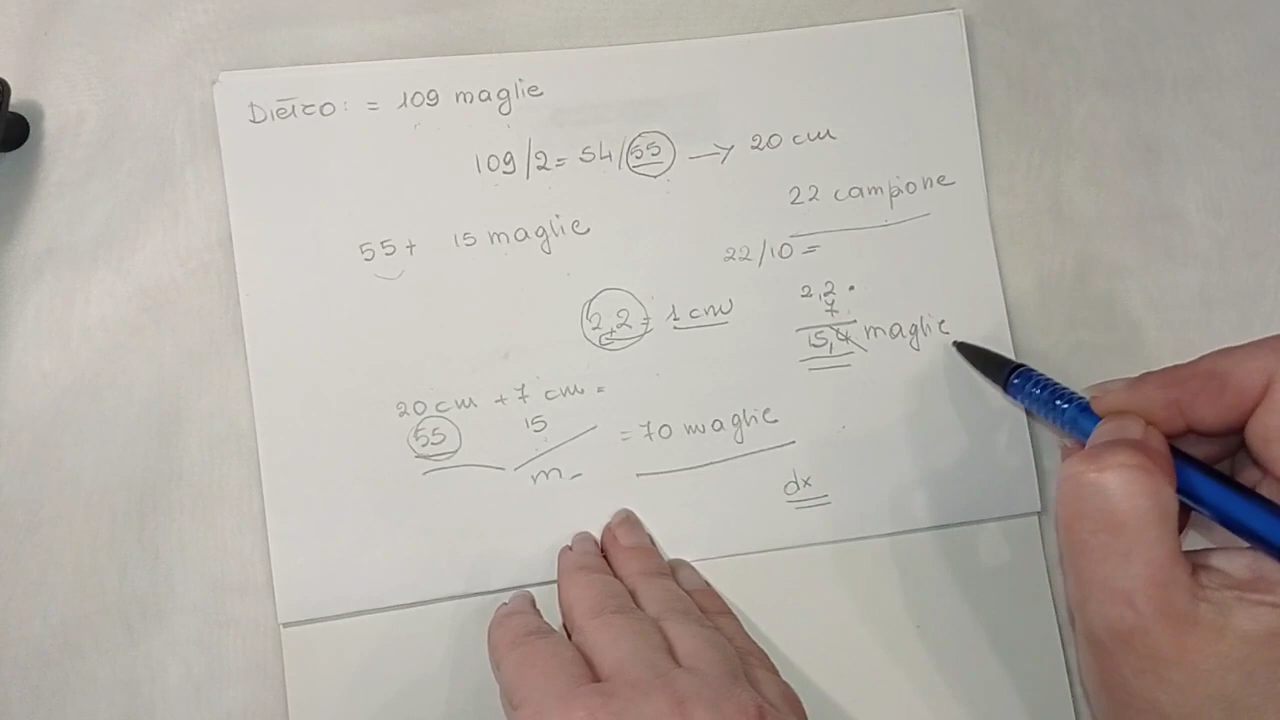 Dietro: = 109 maglie
109/2= 54/55 → 20 cm
22 campione
55+ 15 maglie
22/10 =
2,2 •
7
2,2 = 1 cm
15,4 maglie
20 cm + 7 cm =
55 15
= 70 maglie
m-
dx